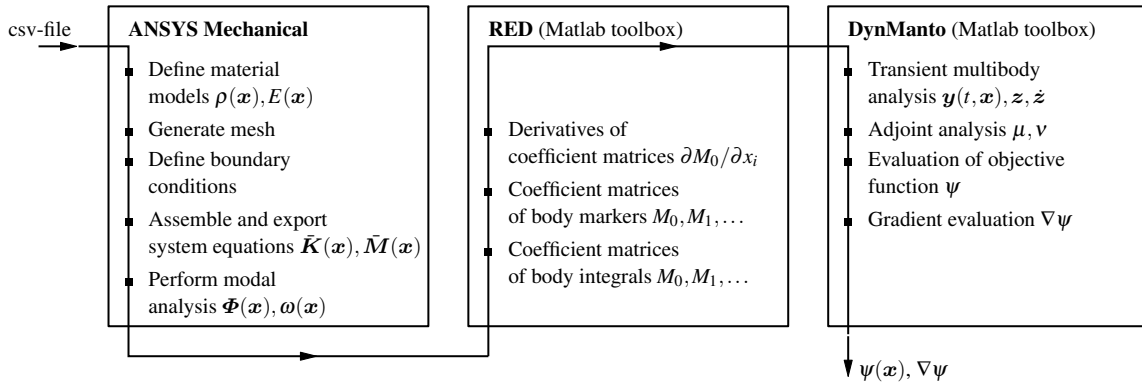 csv-file
ANSYS Mechanical
Define material
models ρ(x), E(x)
Generate mesh
Define boundary
conditions
Assemble and export
system equations K̄(x), M̄(x)
Perform modal
analysis Φ(x), ω(x)
RED (Matlab toolbox)
Derivatives of
coefficient matrices ∂M₀/∂xᵢ
Coefficient matrices
of body markers M₀, M₁, …
Coefficient matrices
of body integrals M₀, M₁, …
DynManto (Matlab toolbox)
Transient multibody
analysis y(t, x), z, ż
Adjoint analysis μ, ν
Evaluation of objective
function ψ
Gradient evaluation ∇ψ
ψ(x), ∇ψ